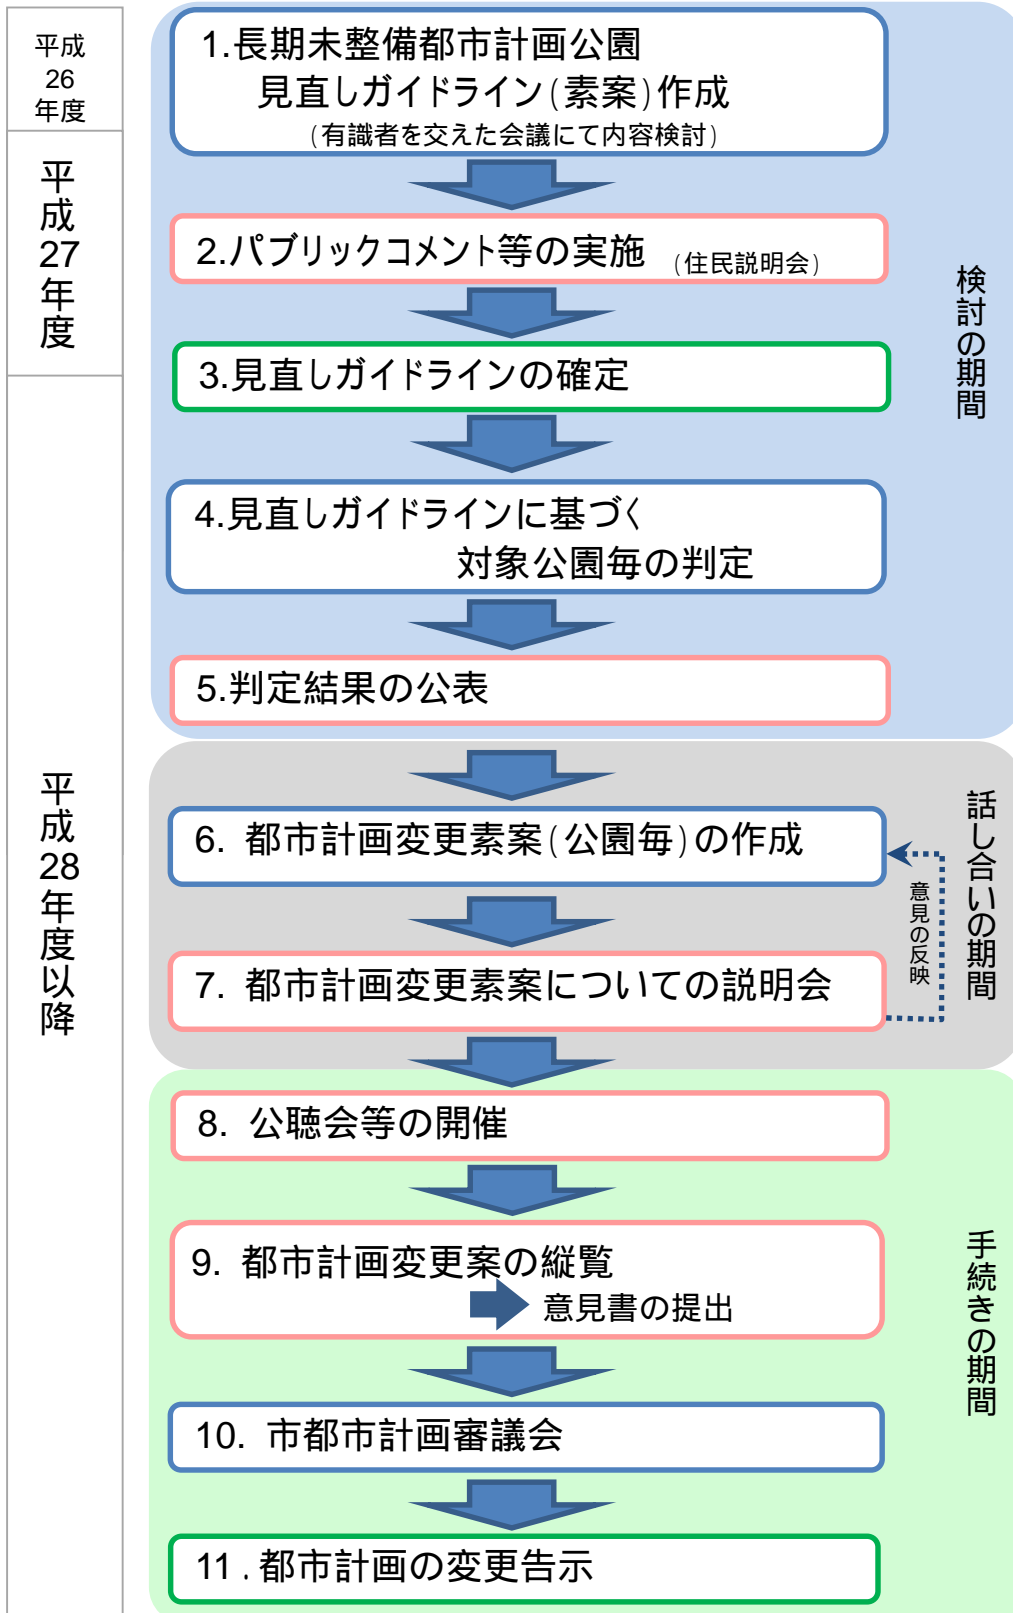 平成
26
年度
1.長期未整備都市計画公園
見直しガイドライン(素案)作成
(有識者を交えた会議にて内容検討)
平成27年度
2.パブリックコメント等の実施 (住民説明会)
3.見直しガイドラインの確定
検討の期間
平成28年度以降
4.見直しガイドラインに基づく
対象公園毎の判定
5.判定結果の公表
6. 都市計画変更素案(公園毎)の作成
意見の反映
7. 都市計画変更素案についての説明会
話し合いの期間
8. 公聴会等の開催
9. 都市計画変更案の縦覧
意見書の提出
10. 市都市計画審議会
11.都市計画の変更告示
手続きの期間